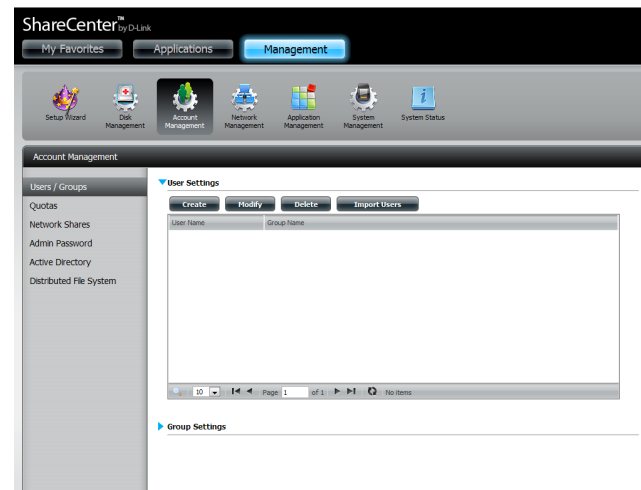 ShareCenter™ by D-Link
My Favorites Applications Management
Setup Wizard Disk Management Account Management Network Management Application Management System Management System Status
Account Management
Users / Groups
Quotas
Network Shares
Admin Password
Active Directory
Distributed File System
User Settings
Create Modify Delete Import Users
User Name Group Name
10 Page 1 of 1 No items
Group Settings